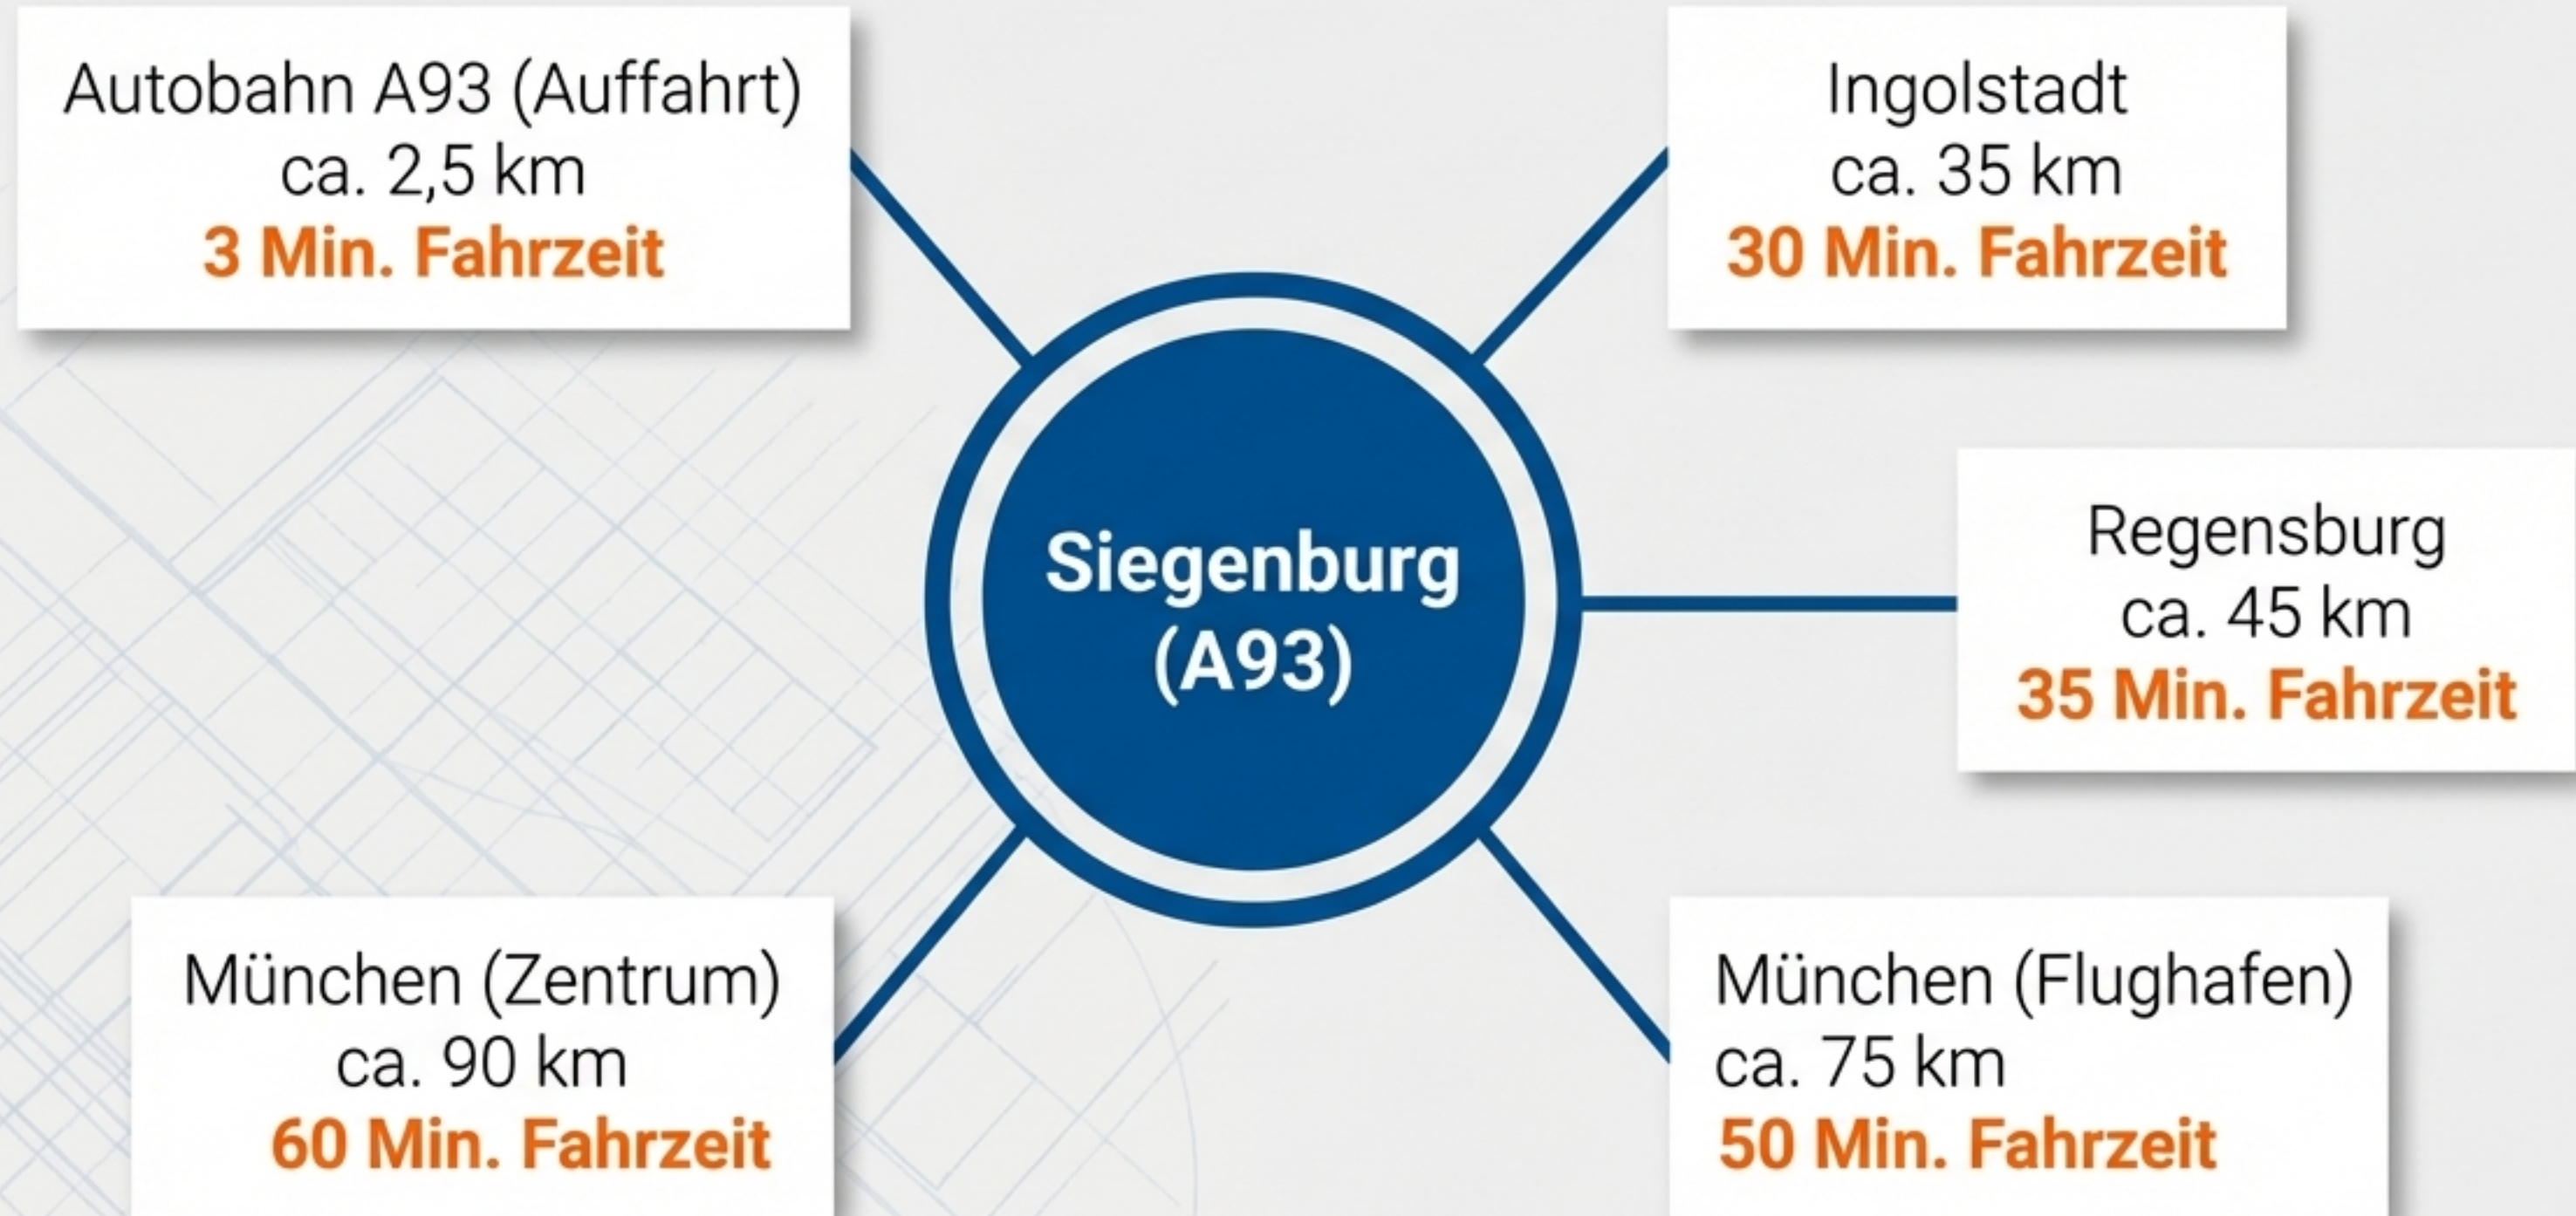 Autobahn A93 (Auffahrt)
ca. 2,5 km
3 Min. Fahrzeit
Ingolstadt
ca. 35 km
30 Min. Fahrzeit
Siegenburg
(A93)
Regensburg
ca. 45 km
35 Min. Fahrzeit
München (Zentrum)
ca. 90 km
60 Min. Fahrzeit
München (Flughafen)
ca. 75 km
50 Min. Fahrzeit